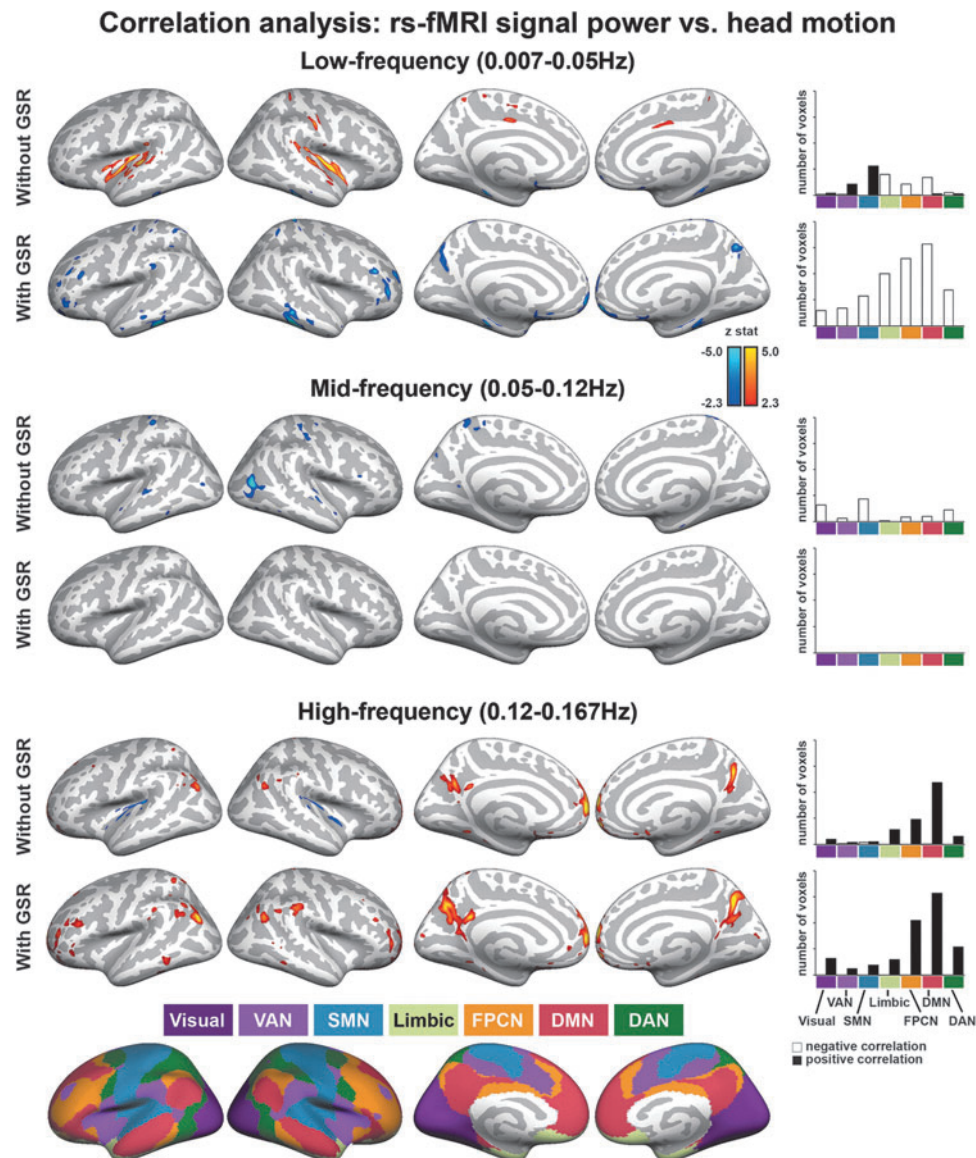 Correlation analysis: rs-fMRI signal power vs. head motion
Low-frequency (0.007-0.05Hz)
Without GSR
number of voxels
With GSR
number of voxels
z stat
-5.0
5.0
-2.3
2.3
Mid-frequency (0.05-0.12Hz)
Without GSR
number of voxels
With GSR
number of voxels
High-frequency (0.12-0.167Hz)
Without GSR
number of voxels
With GSR
number of voxels
VAN
Limbic
DMN
Visual
SMN
FPCN
DAN
Visual
VAN
SMN
Limbic
FPCN
DMN
DAN
negative correlation
positive correlation